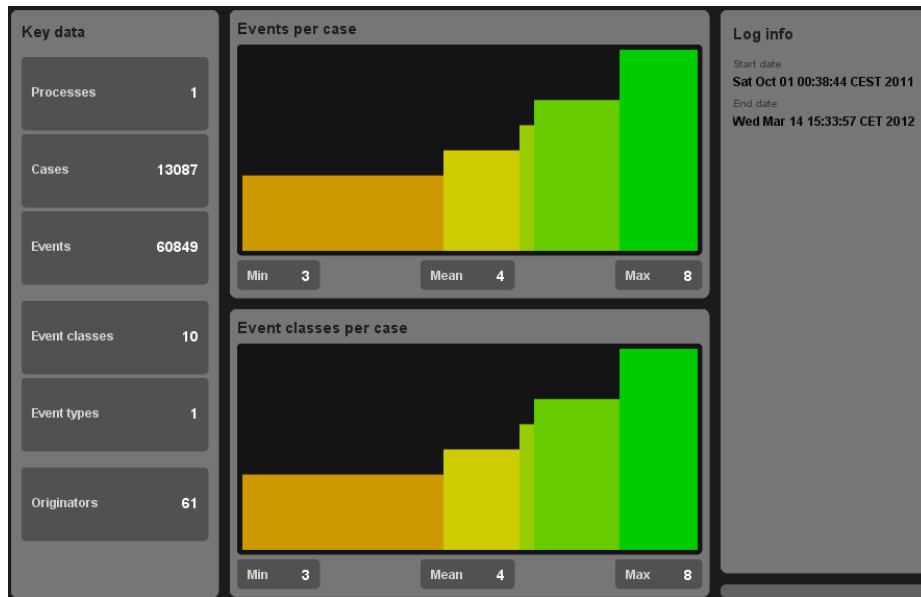 Key data
Processes 1
Cases 13087
Events 60849
Event classes 10
Event types 1
Originators 61
Events per case
Min 3 Mean 4 Max 8
Event classes per case
Min 3 Mean 4 Max 8
Log info
Start date
Sat Oct 01 00:38:44 CEST 2011
End date
Wed Mar 14 15:33:57 CET 2012